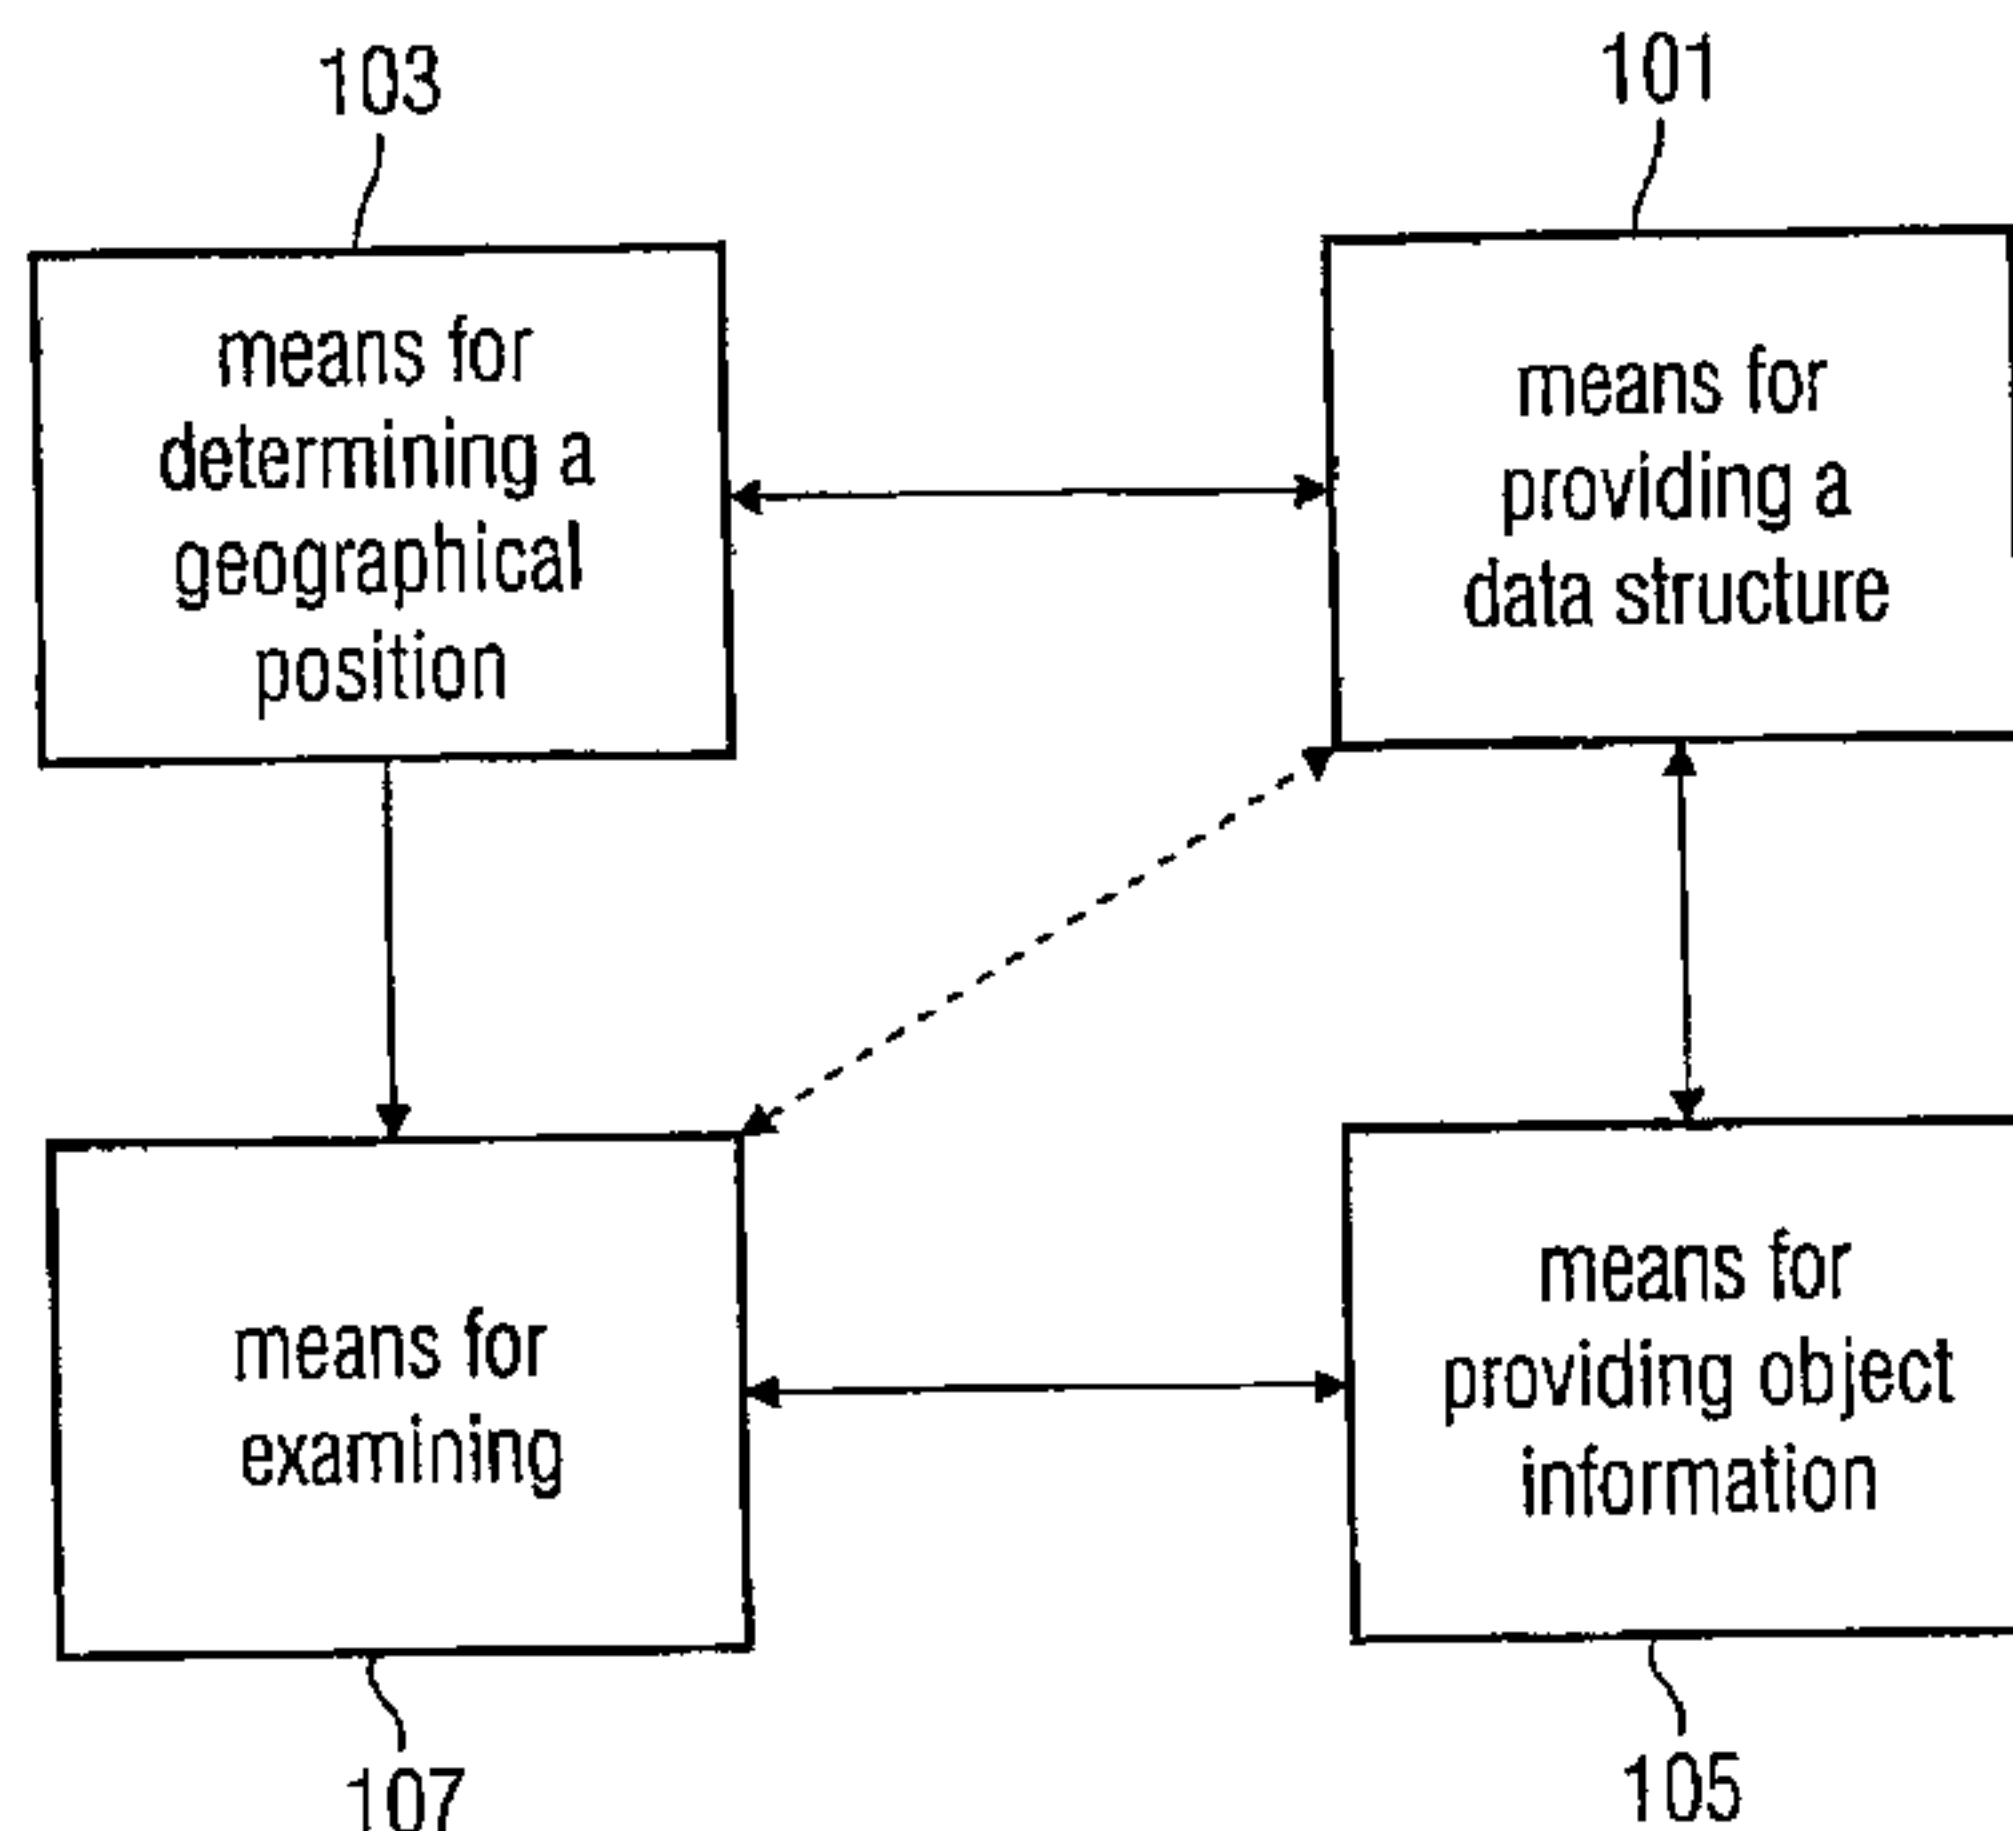 103
101
means for
determining a
geographical
position
means for
providing a
data structure
means for
examining
means for
providing object
information
107
105